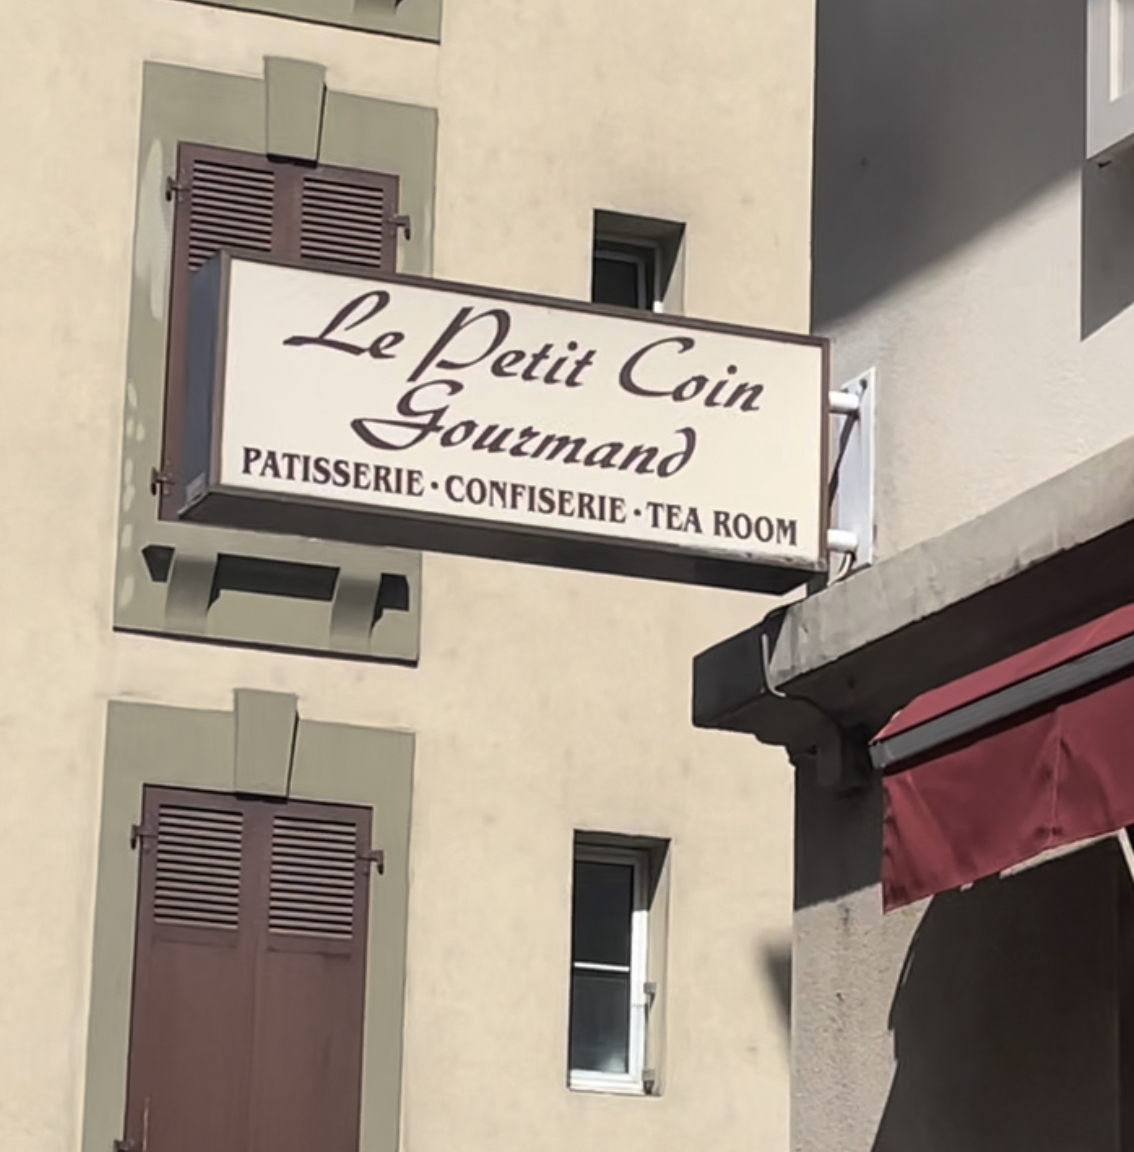 Le Petit Coin
Gourmand
PATISSERIE · CONFISERIE · TEA ROOM